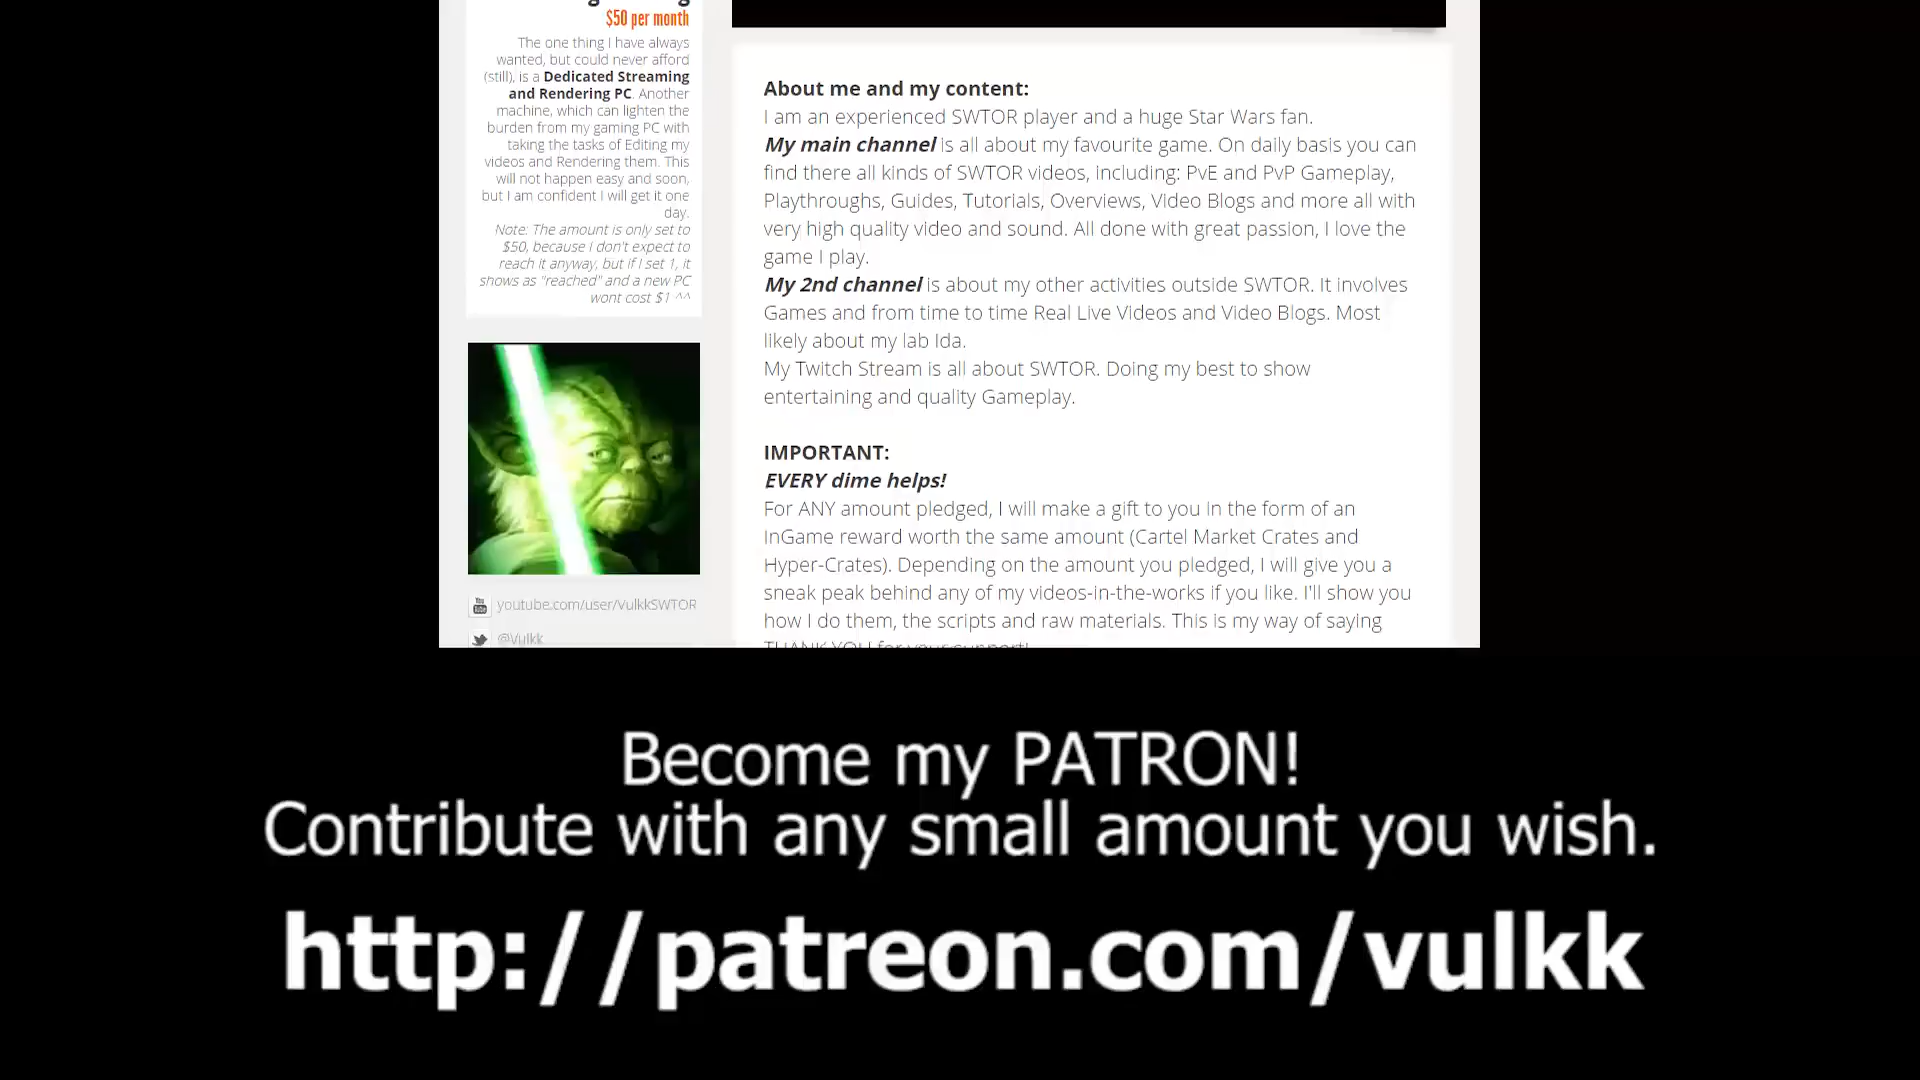 $50 per month
The one thing I have always
wanted, but could never afford
(still), is a Dedicated Streaming
and Rendering PC. Another
machine, which can lighten the
burden from my gaming PC with
taking the tasks of Editing my
videos and Rendering them. This
will not happen easy and soon,
but I am confident I will get it one
day.
Note: The amount is only set to
$50, because I don't expect to
reach it anyway, but if I set 1, it
shows as "reached" and a new PC
wont cost $1 ^^
youtube.com/user/VulkkSWTOR
@Vulkk
About me and my content:
I am an experienced SWTOR player and a huge Star Wars fan.
My main channel is all about my favourite game. On daily basis you can
find there all kinds of SWTOR videos, including: PvE and PvP Gameplay,
Playthroughs, Guides, Tutorials, Overviews, Video Blogs and more all with
very high quality video and sound. All done with great passion, I love the
game I play.
My 2nd channel is about my other activities outside SWTOR. It involves
Games and from time to time Real Live Videos and Video Blogs. Most
likely about my lab Ida.
My Twitch Stream is all about SWTOR. Doing my best to show
entertaining and quality Gameplay.
IMPORTANT:
EVERY dime helps!
For ANY amount pledged, I will make a gift to you in the form of an
InGame reward worth the same amount (Cartel Market Crates and
Hyper-Crates). Depending on the amount you pledged, I will give you a
sneak peak behind any of my videos-in-the-works if you like. I'll show you
how I do them, the scripts and raw materials. This is my way of saying
THANK YOU for your support!
Become my PATRON!
Contribute with any small amount you wish.
http://patreon.com/vulkk